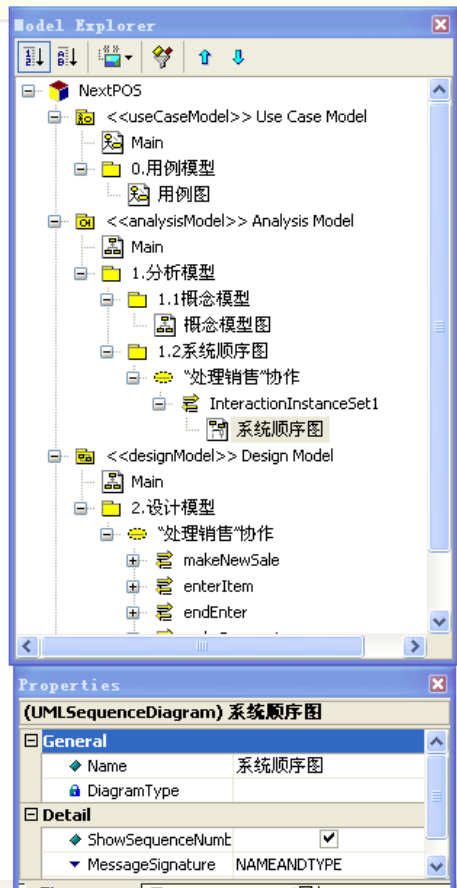 Model Explorer
NextPOS
<<useCaseModel>> Use Case Model
Main
0.用例模型
用例图
<<analysisModel>> Analysis Model
Main
1.分析模型
1.1概念模型
概念模型图
1.2系统顺序图
“处理销售”协作
InteractionInstanceSet1
系统顺序图
<<designModel>> Design Model
Main
2.设计模型
“处理销售”协作
makeNewSale
enterItem
endEnter
Properties
(UMLSequenceDiagram) 系统顺序图
General
Name 系统顺序图
DiagramType
Detail
ShowSequenceNumb
MessageSignature NAMEANDTYPE